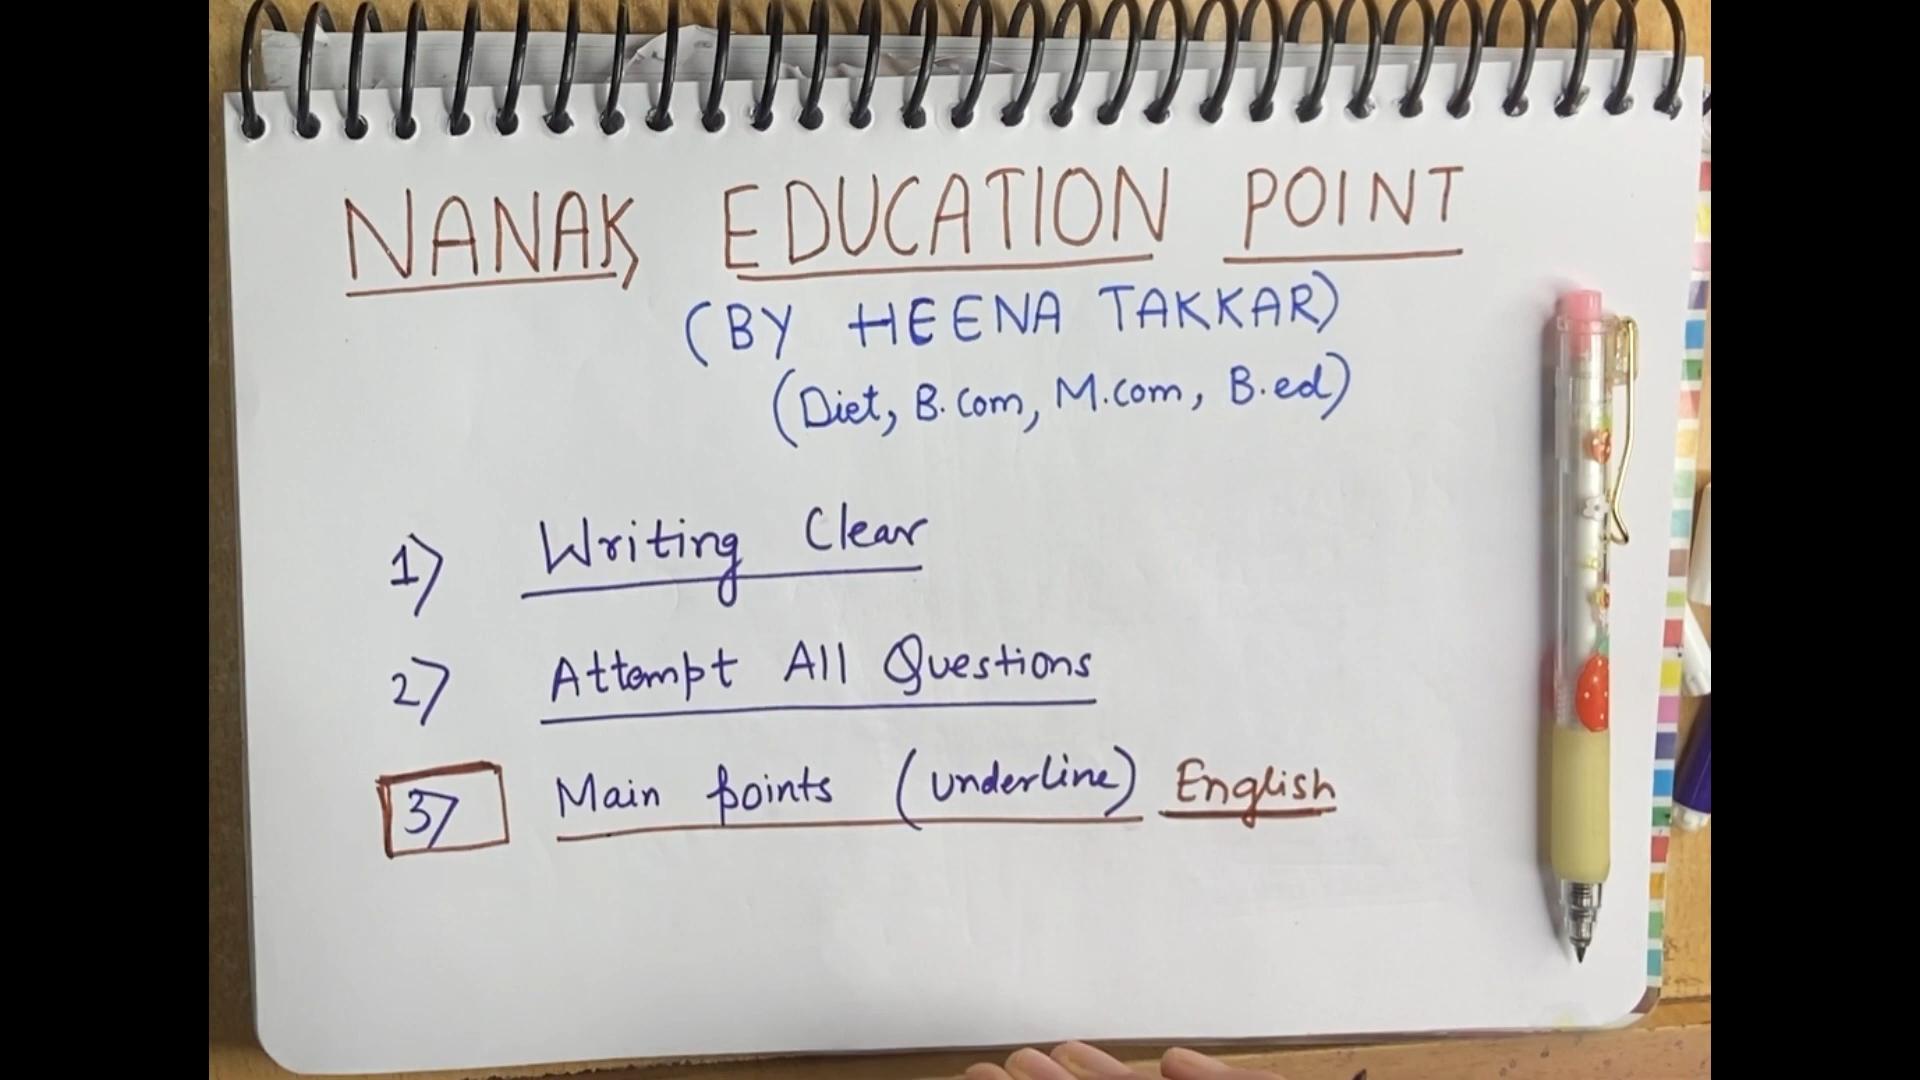 NANAK EDUCATION POINT
(BY HEENA TAKKAR)
(Diet, B.Com, M.Com, B.ed)
1) Writing Clear
2) Attempt All Questions
3) Main points (underline) English